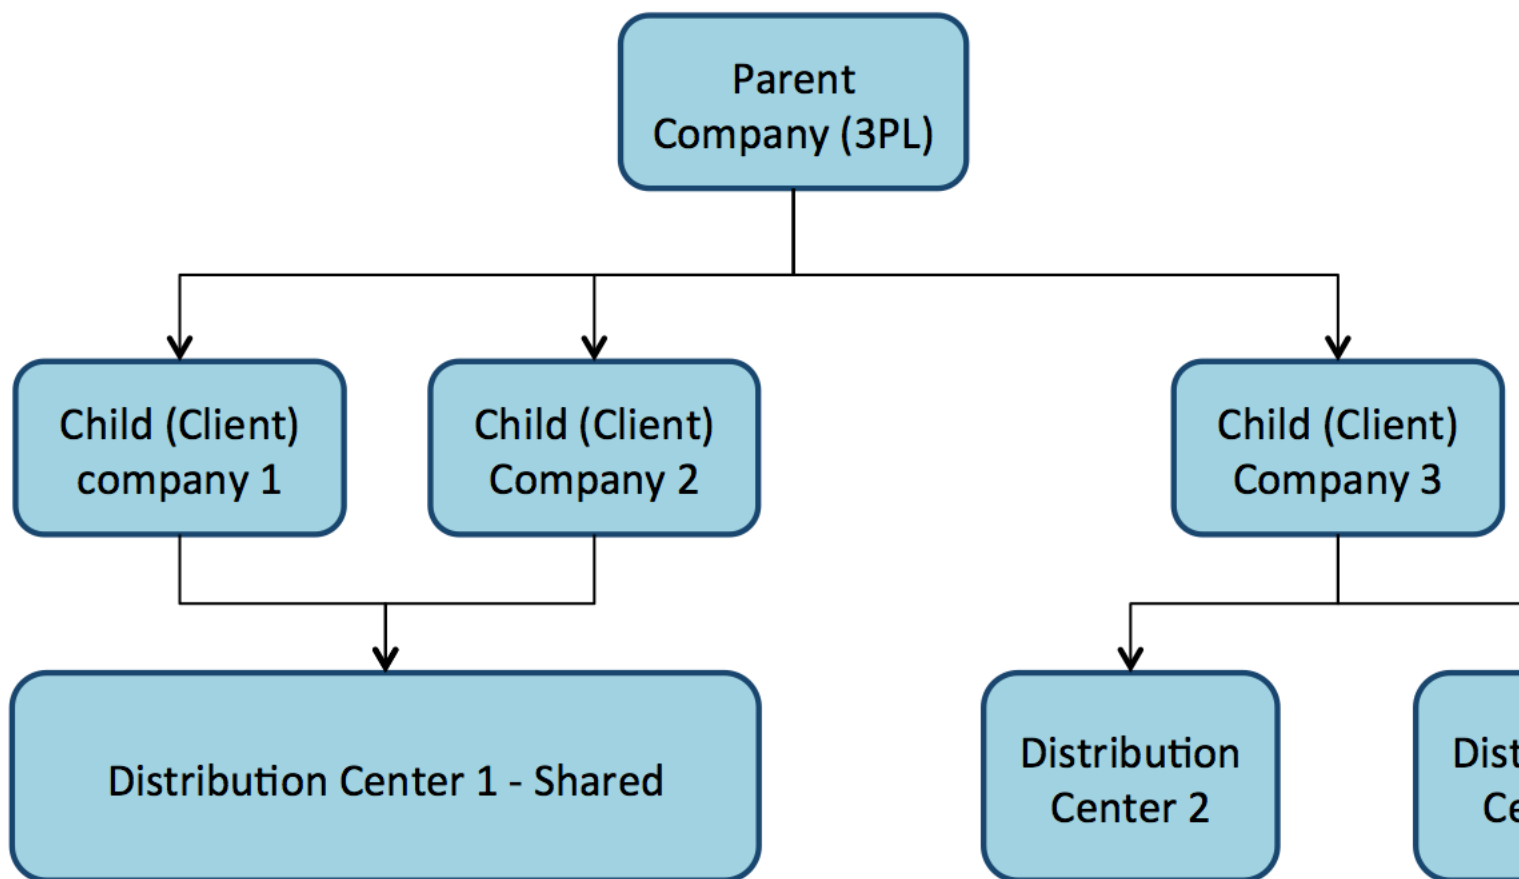 Parent
Company (3PL)
Child (Client)
company 1
Child (Client)
Company 2
Child (Client)
Company 3
Distribution Center 1 - Shared
Distribution
Center 2